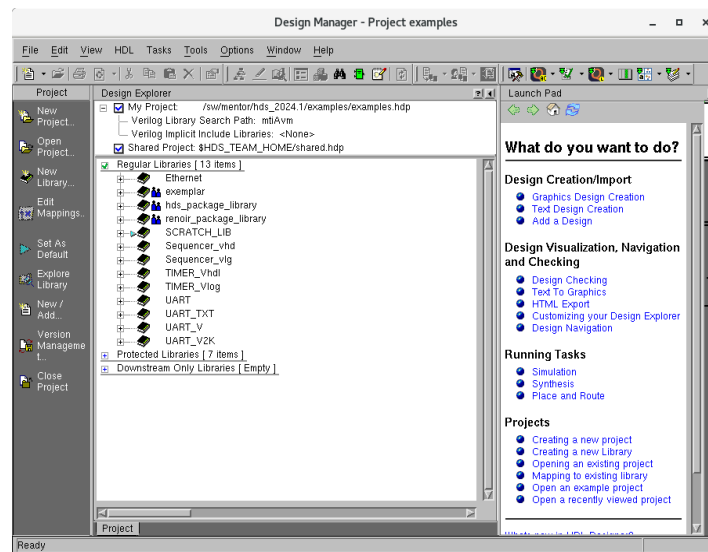 Design Manager - Project examples
File Edit View HDL Tasks Tools Options Window Help
Project
New Project...
Open Project...
New Library...
Edit Mappings..
Set As Default
Explore Library
New / Add...
Version Manageme t...
Close Project
Design Explorer
My Project: /sw/mentor/hds_2024.1/examples/examples.hdp
Verilog Library Search Path: mtiAvm
Verilog Implicit Include Libraries: <None>
Shared Project: $HDS_TEAM_HOME/shared.hdp
Regular Libraries [ 13 items ]
Ethernet
exemplar
hds_package_library
renoir_package_library
SCRATCH_LIB
Sequencer_vhd
Sequencer_vlg
TIMER_Vhdl
TIMER_Vlog
UART
UART_TXT
UART_V
UART_V2K
Protected Libraries [ 7 items ]
Downstream Only Libraries [ Empty ]
Project
Launch Pad
What do you want to do?
Design Creation/Import
Graphics Design Creation
Text Design Creation
Add a Design
Design Visualization, Navigation
and Checking
Design Checking
Text To Graphics
HTML Export
Customizing your Design Explorer
Design Navigation
Running Tasks
Simulation
Synthesis
Place and Route
Projects
Creating a new project
Creating a new Library
Opening an existing project
Mapping to existing library
Open an example project
Open a recently viewed project
Ready